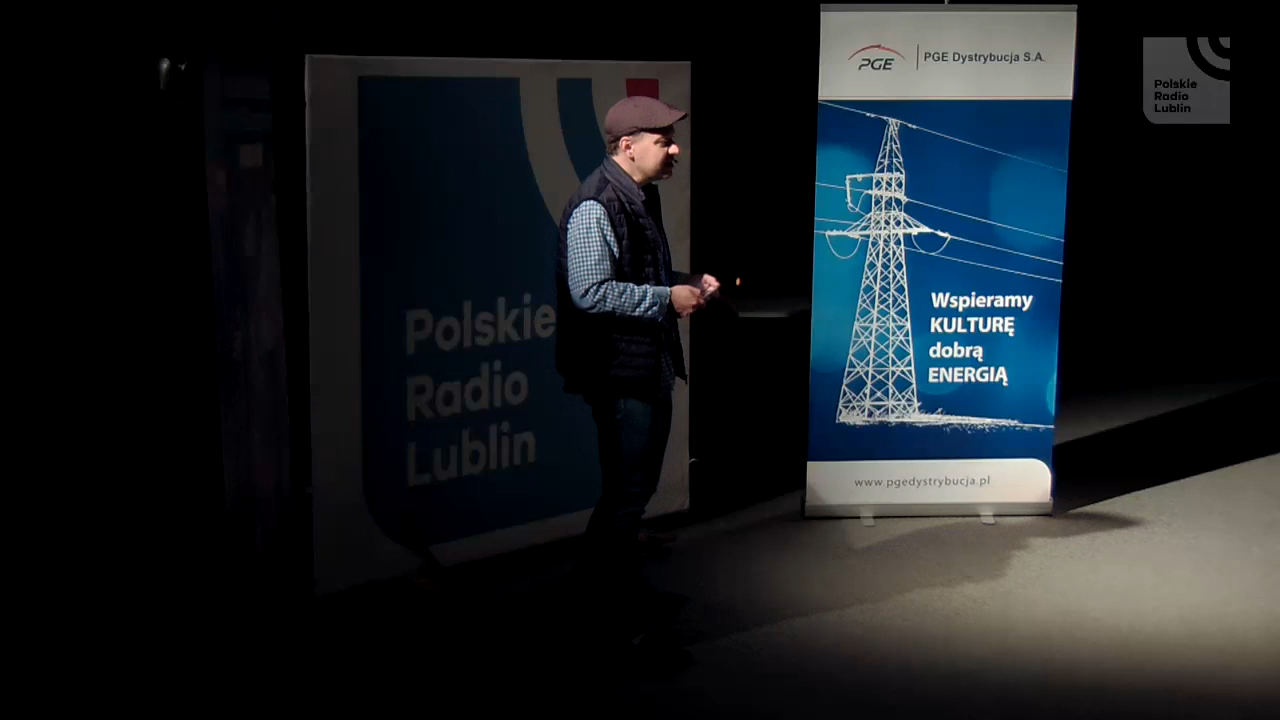 Polskie
Radio
Lublin
PGE
PGE Dystrybucja S.A.
Wspieramy
KULTURĘ
dobrą
ENERGIĄ
www.pgedystrybucja.pl
Polskie
Radio
Lublin